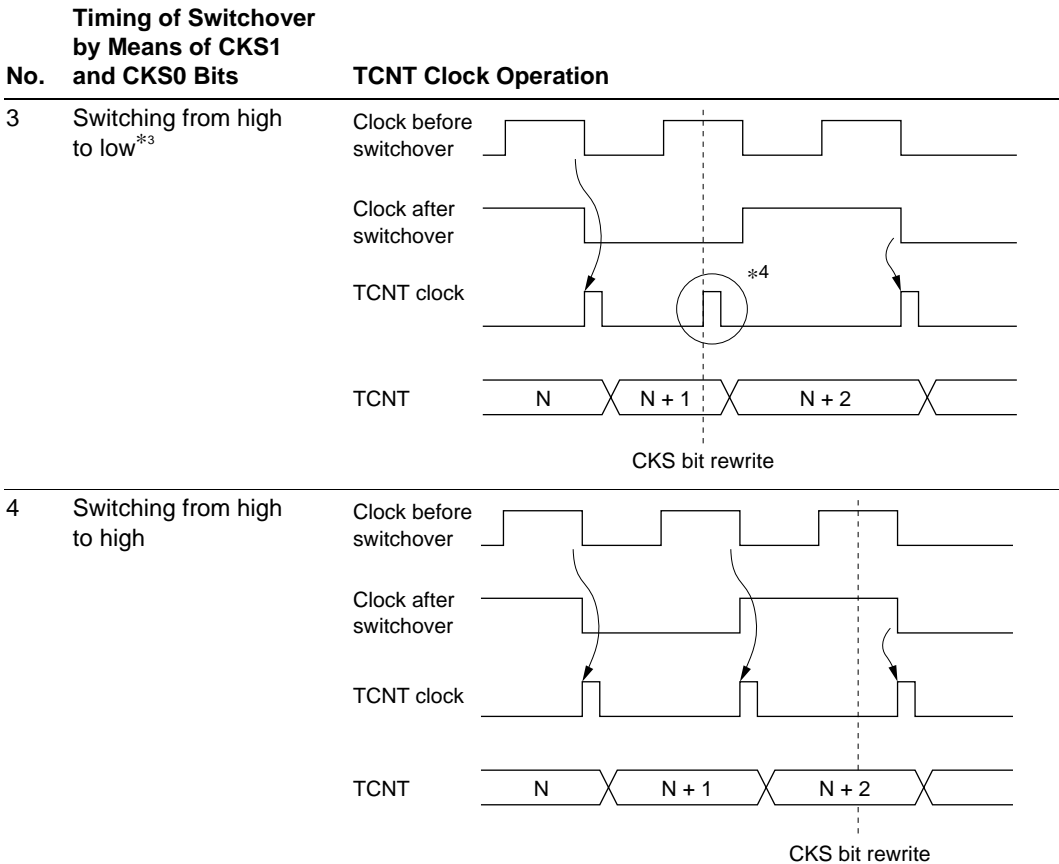 No.
Timing of Switchover
by Means of CKS1
and CKS0 Bits
TCNT Clock Operation
3
Switching from high
to low*3
Clock before
switchover
Clock after
switchover
*4
TCNT clock
TCNT
N
N + 1
N + 2
CKS bit rewrite
4
Switching from high
to high
Clock before
switchover
Clock after
switchover
TCNT clock
TCNT
N
N + 1
N + 2
CKS bit rewrite